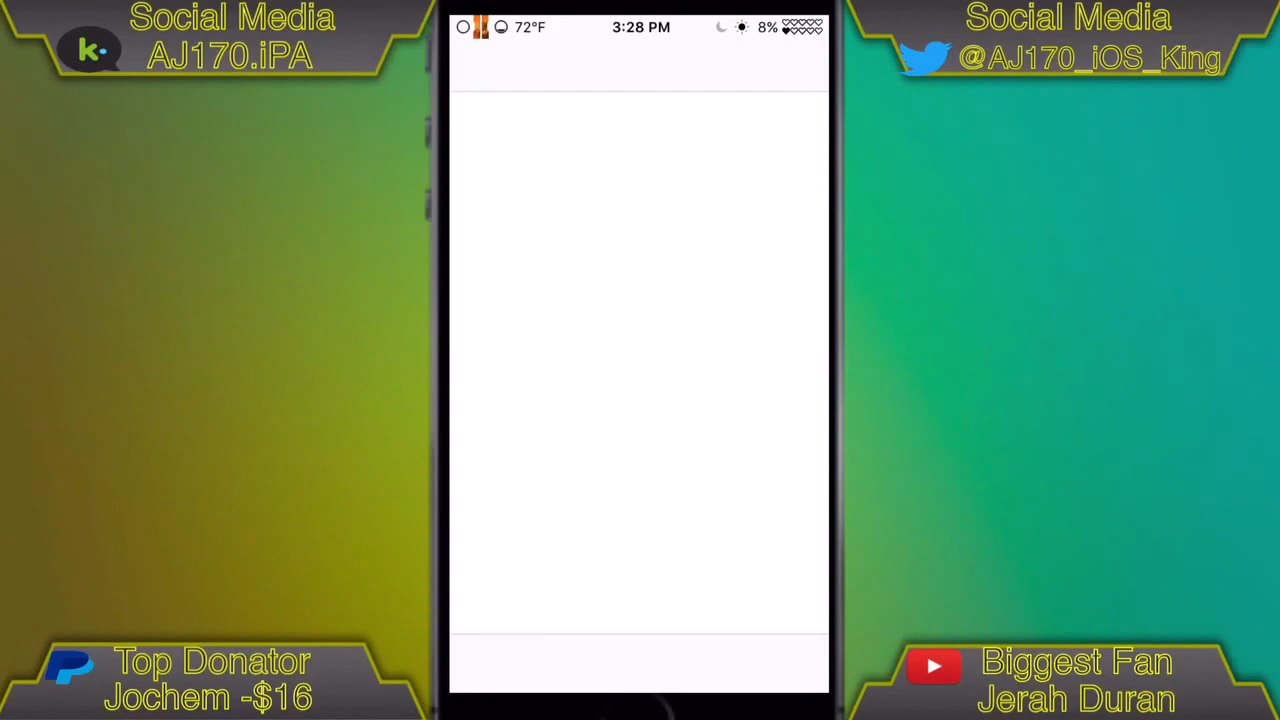 Social Media
AJ170.iPA
k.
72°F
3:28 PM
8%
Social Media
@AJ170_iOS_King
Top Donator
Jochem -$16
Biggest Fan
Jerah Duran